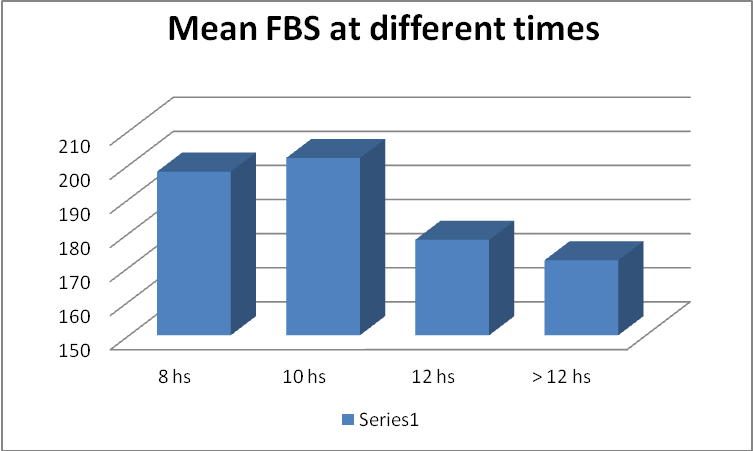 Mean FBS at different times
210
200
190
180
170
160
150
8 hs
10 hs
12 hs
> 12 hs
Series1